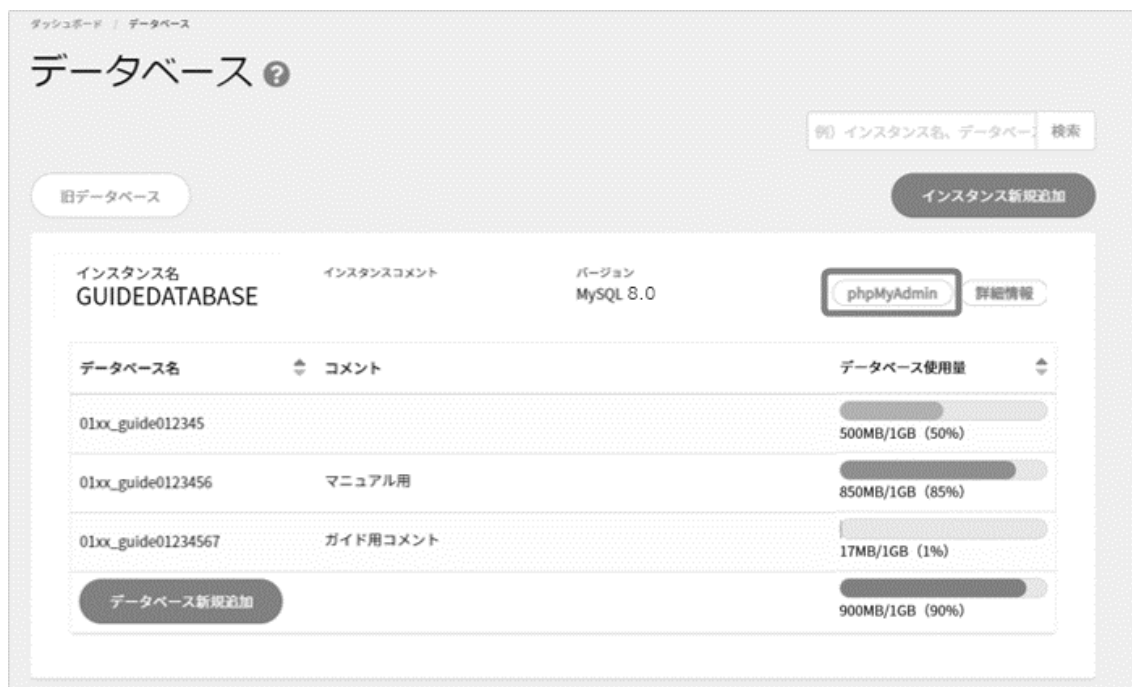 ダッシュボード / データベース
データベース ?
例）インスタンス名、データベース 検索
旧データベース インスタンス新規追加
インスタンス名 インスタンスコメント バージョン
GUIDEDATABASE MySQL 8.0 phpMyAdmin 詳細情報
データベース名 コメント データベース使用量
01xx_guide012345
500MB/1GB（50%）
01xx_guide0123456 マニュアル用
850MB/1GB（85%）
01xx_guide01234567 ガイド用コメント
17MB/1GB（1%）
データベース新規追加
900MB/1GB（90%）